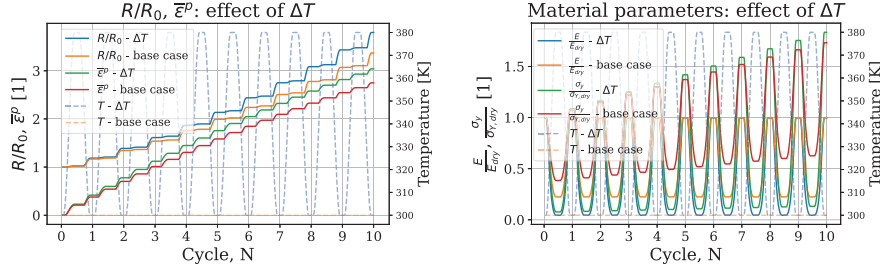 R/R₀, ε̅ᵖ: effect of ΔT
R/R₀ - ΔT
R/R₀ - base case
ε̅ᵖ - ΔT
ε̅ᵖ - base case
T - ΔT
T - base case
R/R₀, ε̅ᵖ [1]
0
1
2
3
0 1 2 3 4 5 6 7 8 9 10
Cycle, N
300
310
320
330
340
350
360
370
380
Temperature [K]
Material parameters: effect of ΔT
E/E_dry - ΔT
E/E_dry - base case
σ_y/σ_Y,dry - ΔT
σ_y/σ_Y,dry - base case
T - ΔT
T - base case
E/E_dry, σ_y/σ_Y,dry [1]
0.0
0.5
1.0
1.5
0 1 2 3 4 5 6 7 8 9 10
Cycle, N
300
310
320
330
340
350
360
370
380
Temperature [K]